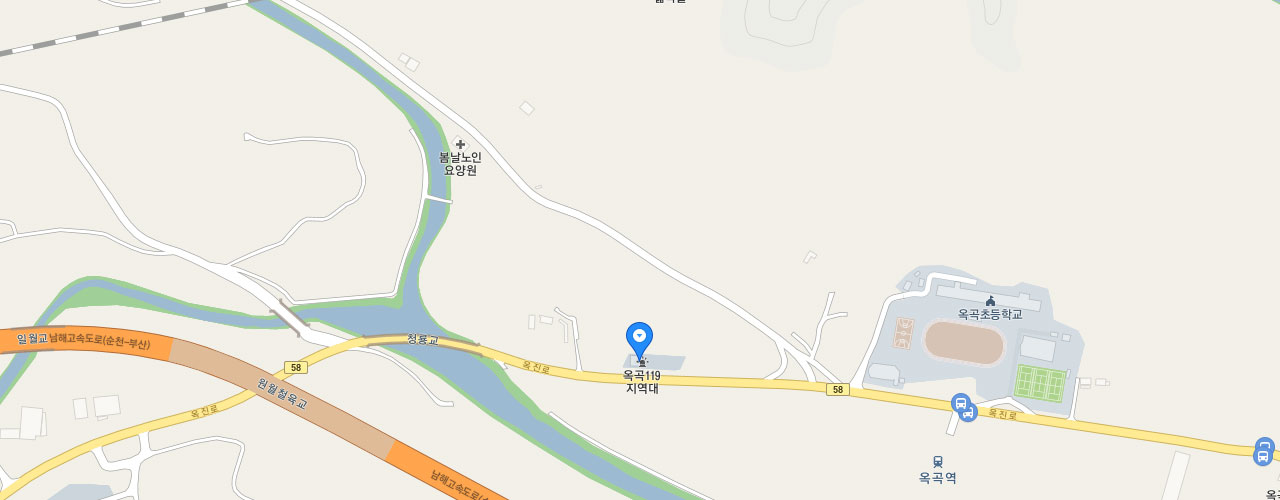 봄날노인
요양원
옥곡초등학교
일월교
남해고속도로(순천-부산)
청룡교
58
옥진로
옥곡119
지역대
58
원월철육교
옥진로
옥진로
옥곡역
남해고속도로(순